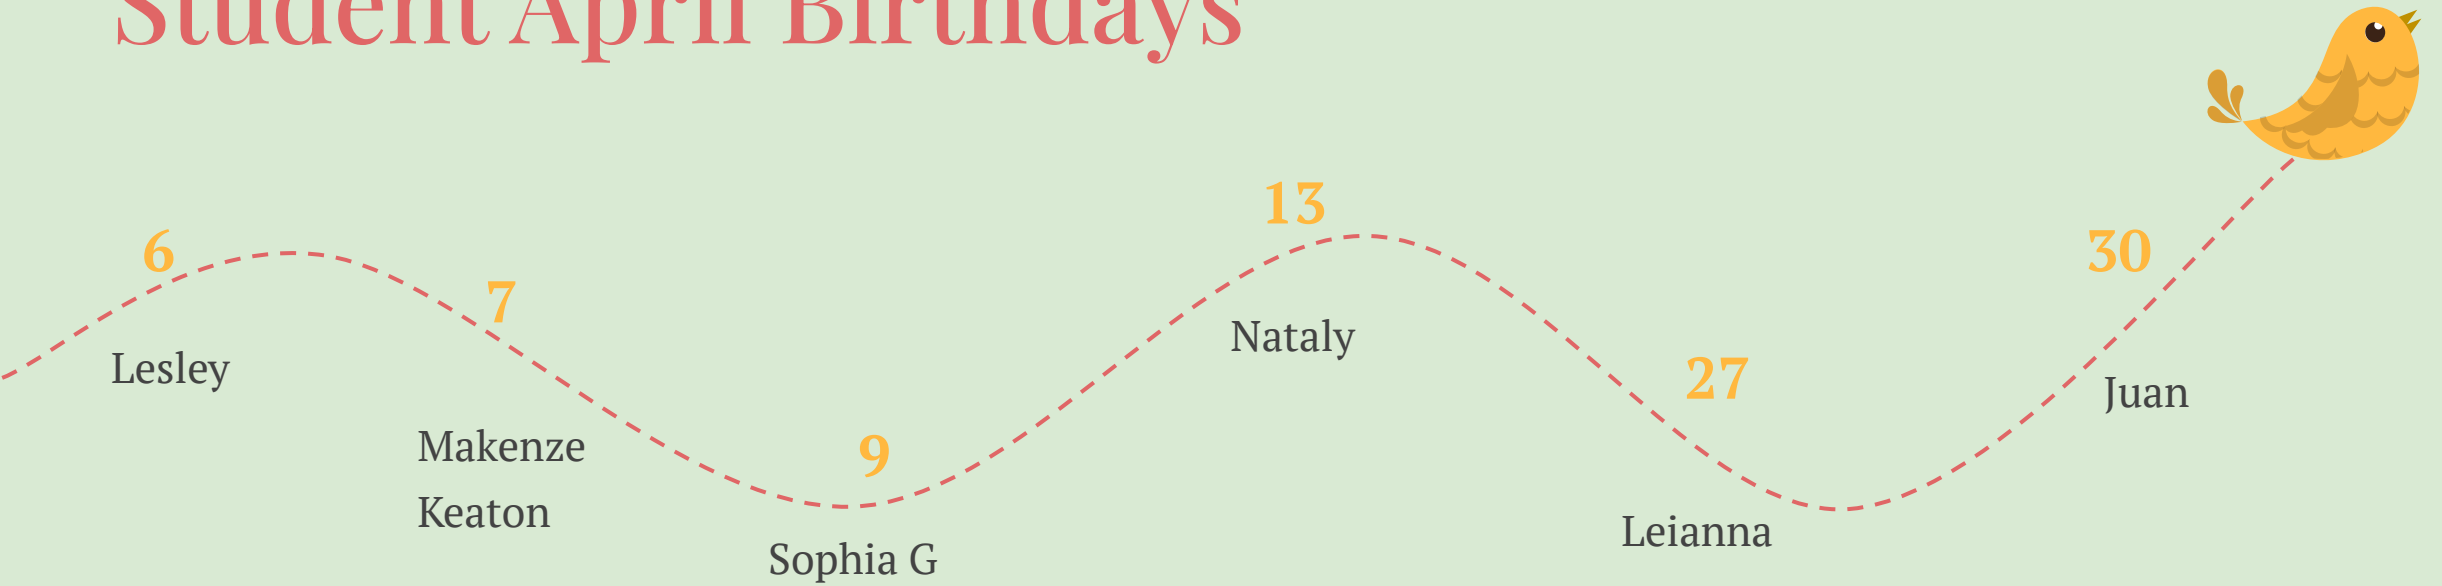 Student April Birthdays
6
Lesley
7
Makenze
Keaton
9
Sophia G
13
Nataly
27
Leianna
30
Juan